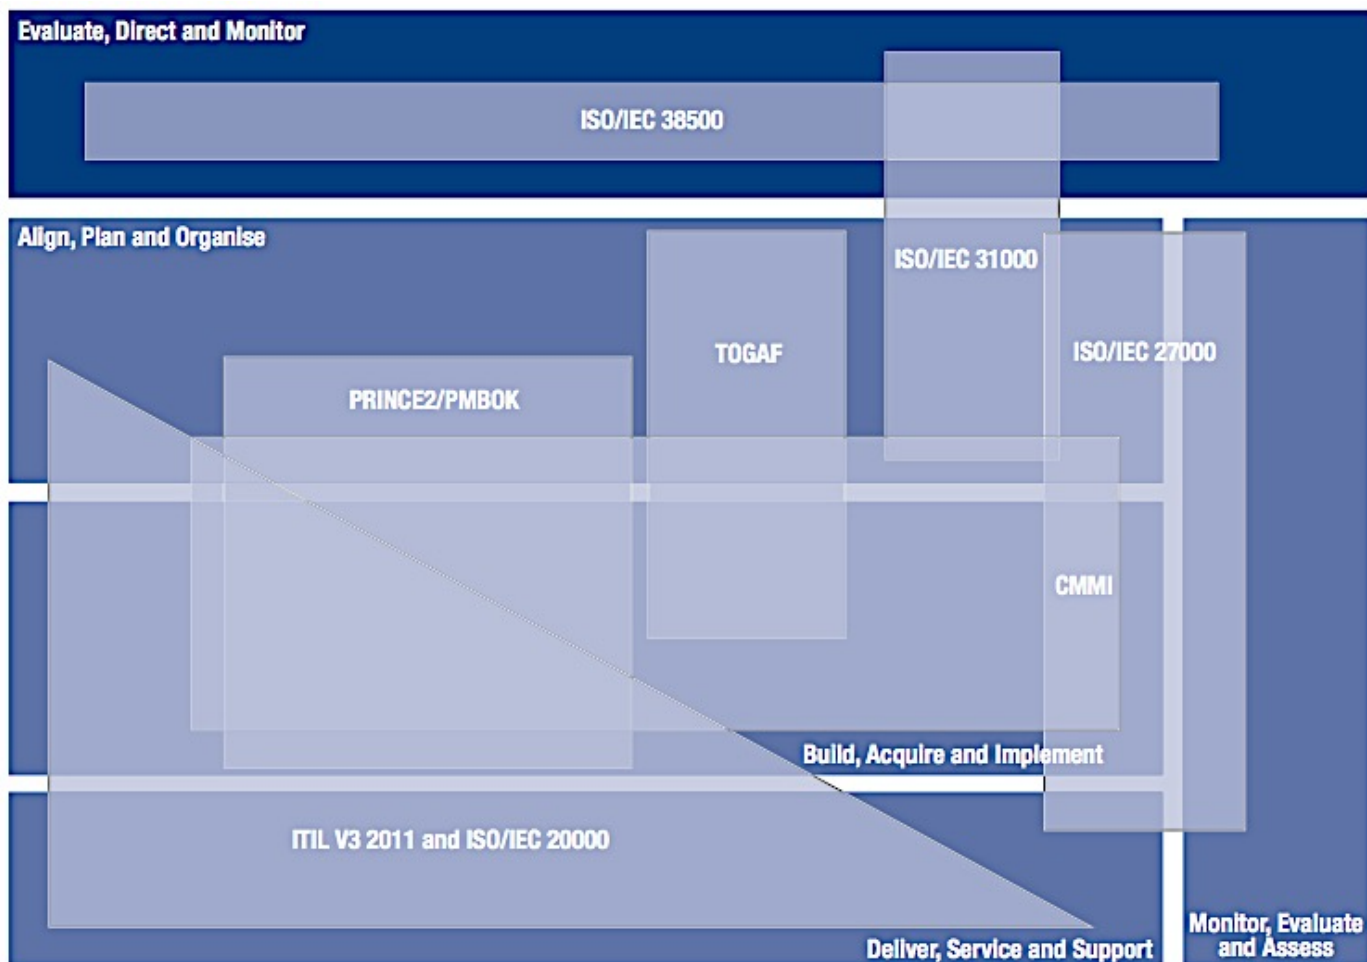 Evaluate, Direct and Monitor
ISO/IEC 38500
Align, Plan and Organise
ISO/IEC 31000
TOGAF
ISO/IEC 27000
PRINCE2/PMBOK
CMMI
Build, Acquire and Implement
ITIL V3 2011 and ISO/IEC 20000
Deliver, Service and Support
Monitor, Evaluate
and Assess